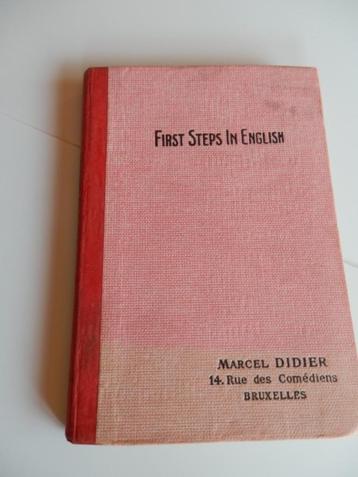 FIRST STEPS IN ENGLISH
MARCEL DIDIER
14. Rue des Comédiens
BRUXELLES